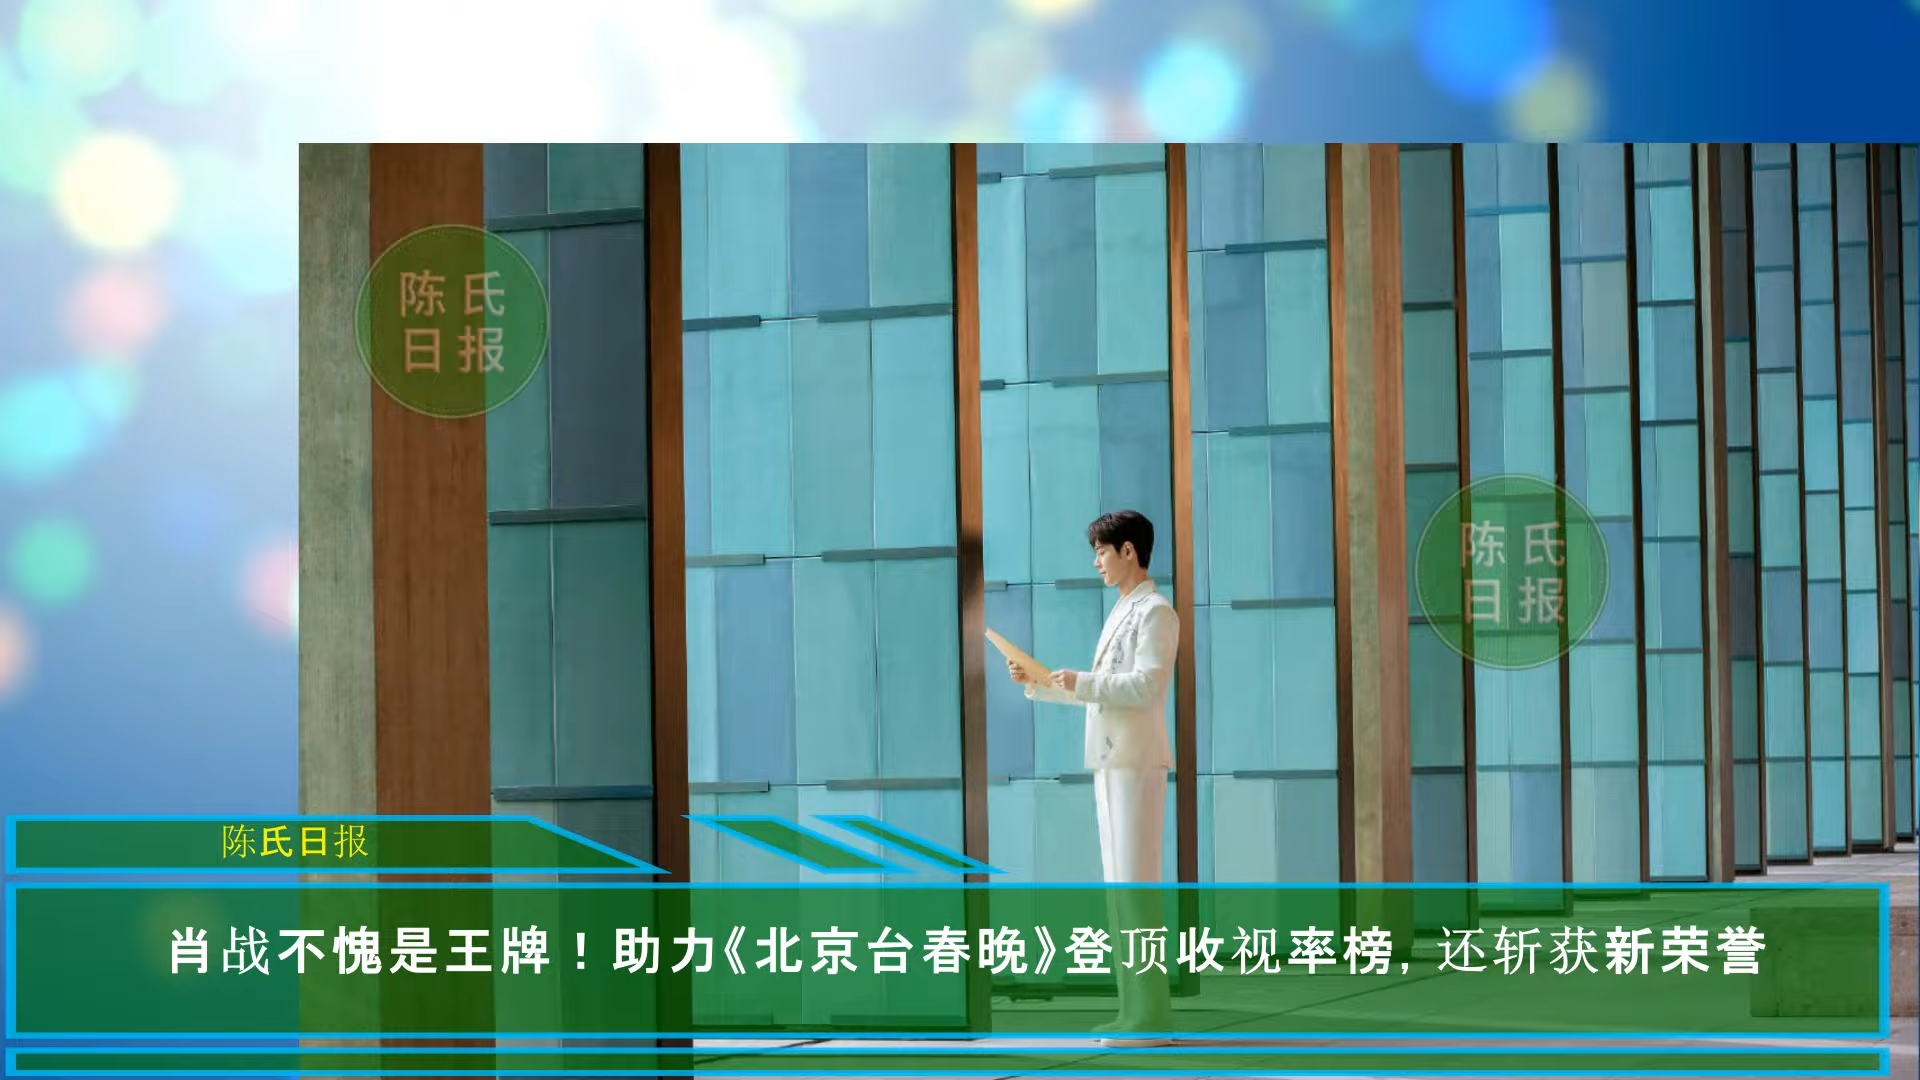 陈氏
日报
陈氏
日报
陈氏日报
肖战不愧是王牌！助力《北京台春晚》登顶收视率榜，还斩获新荣誉